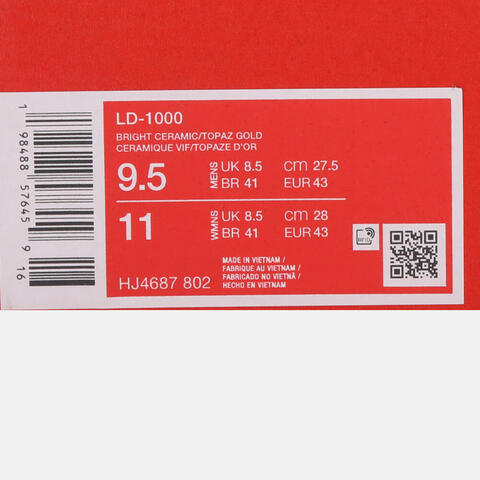 LD-1000
BRIGHT CERAMIC/TOPAZ GOLD
CERAMIQUE VIF/TOPAZE D'OR
9.5 MENS UK 8.5 CM 27.5
BR 41 EUR 43
11 WMNS UK 8.5 CM 28
BR 41 EUR 43
HJ4687 802
MADE IN VIETNAM /
FABRIQUE AU VIETNAM /
FABRICADO NO VIETNÃ /
HECHO EN VIETNAM
RFID
1 98488 57645 9 16